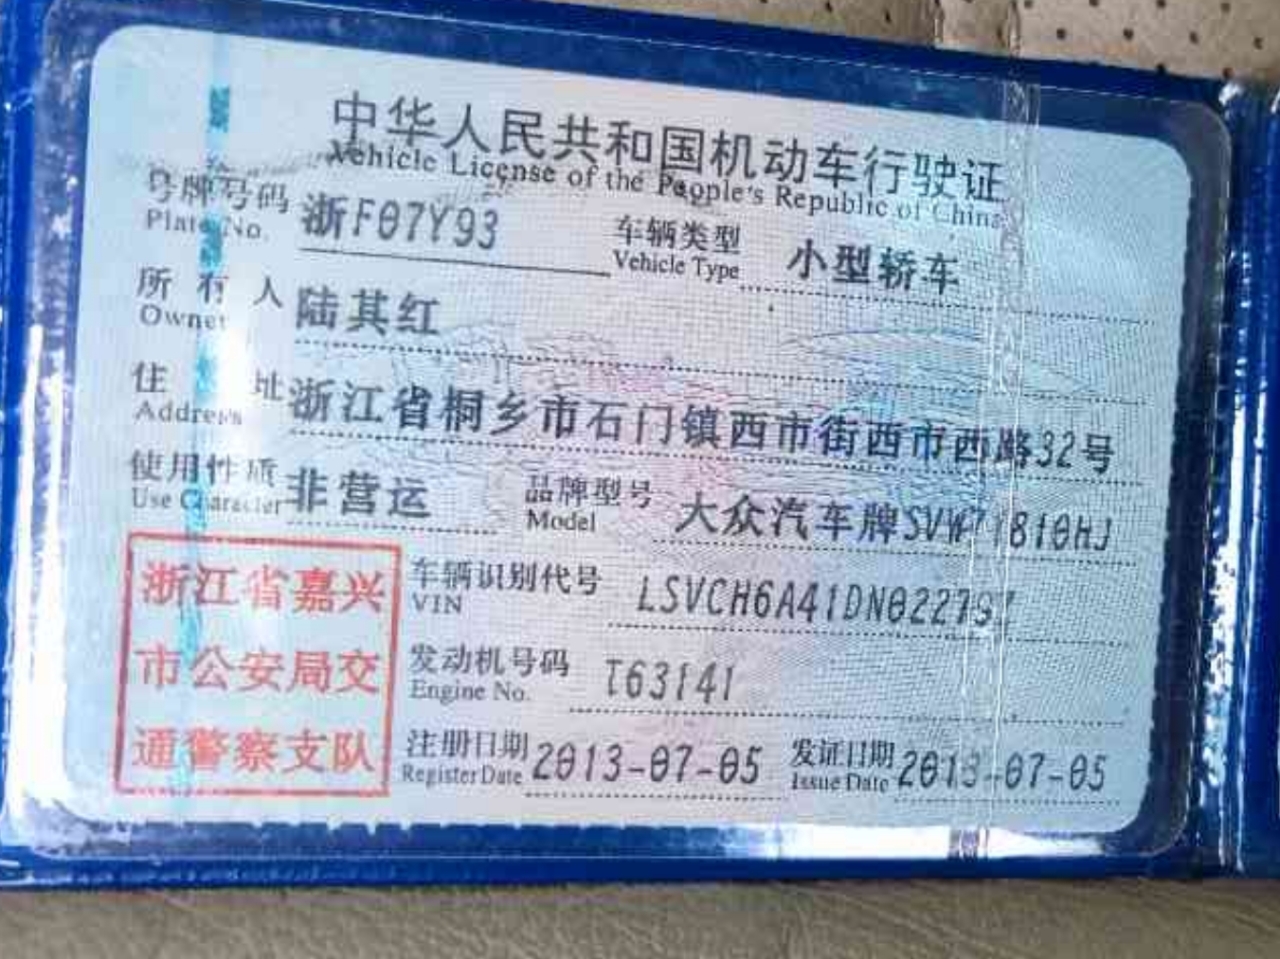 中华人民共和国机动车行驶证
Vehicle License of the People's Republic of China
号牌号码 浙F07Y93 车辆类型 小型轿车
Plate No. Vehicle Type
所有人 陆其红
Owner
住址 浙江省桐乡市石门镇西市街西市西路32号
Address
使用性质 非营运 品牌型号 大众汽车牌SVW71810HJ
Use Character Model
浙江省嘉兴
市公安局交
通警察支队
车辆识别代号 LSVCH6A41DN022797
VIN
发动机号码 T63141
Engine No.
注册日期 2013-07-05 发证日期 2013-07-05
Register Date Issue Date